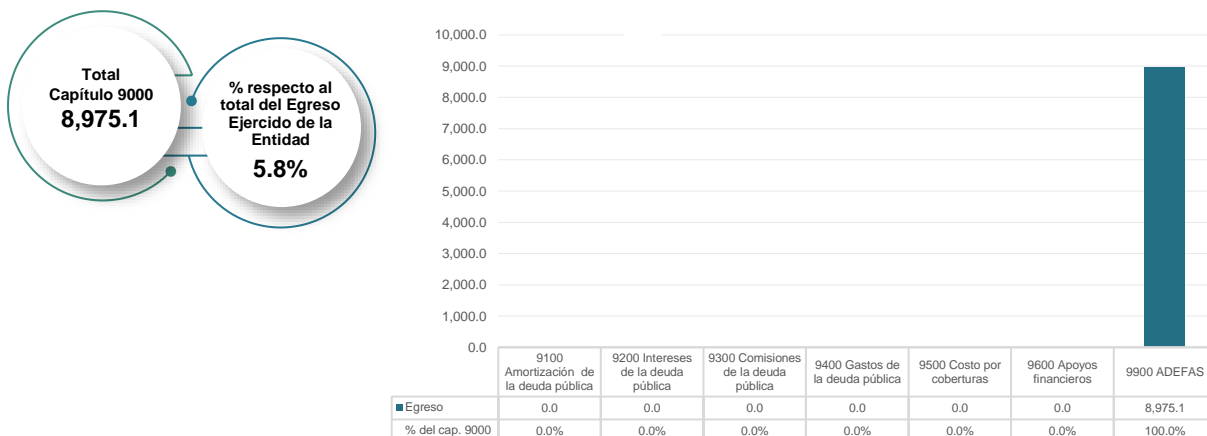 Total
Capítulo 9000
8,975.1
% respecto al
total del Egreso
Ejercido de la
Entidad
5.8%
10,000.0
9,000.0
8,000.0
7,000.0
6,000.0
5,000.0
4,000.0
3,000.0
2,000.0
1,000.0
0.0
9100
Amortización de
la deuda pública
9200 Intereses
de la deuda
pública
9300 Comisiones
de la deuda
pública
9400 Gastos de
la deuda pública
9500 Costo por
coberturas
9600 Apoyos
financieros
9900 ADEFAS
Egreso 0.0 0.0 0.0 0.0 0.0 0.0 8,975.1
% del cap. 9000 0.0% 0.0% 0.0% 0.0% 0.0% 0.0% 100.0%